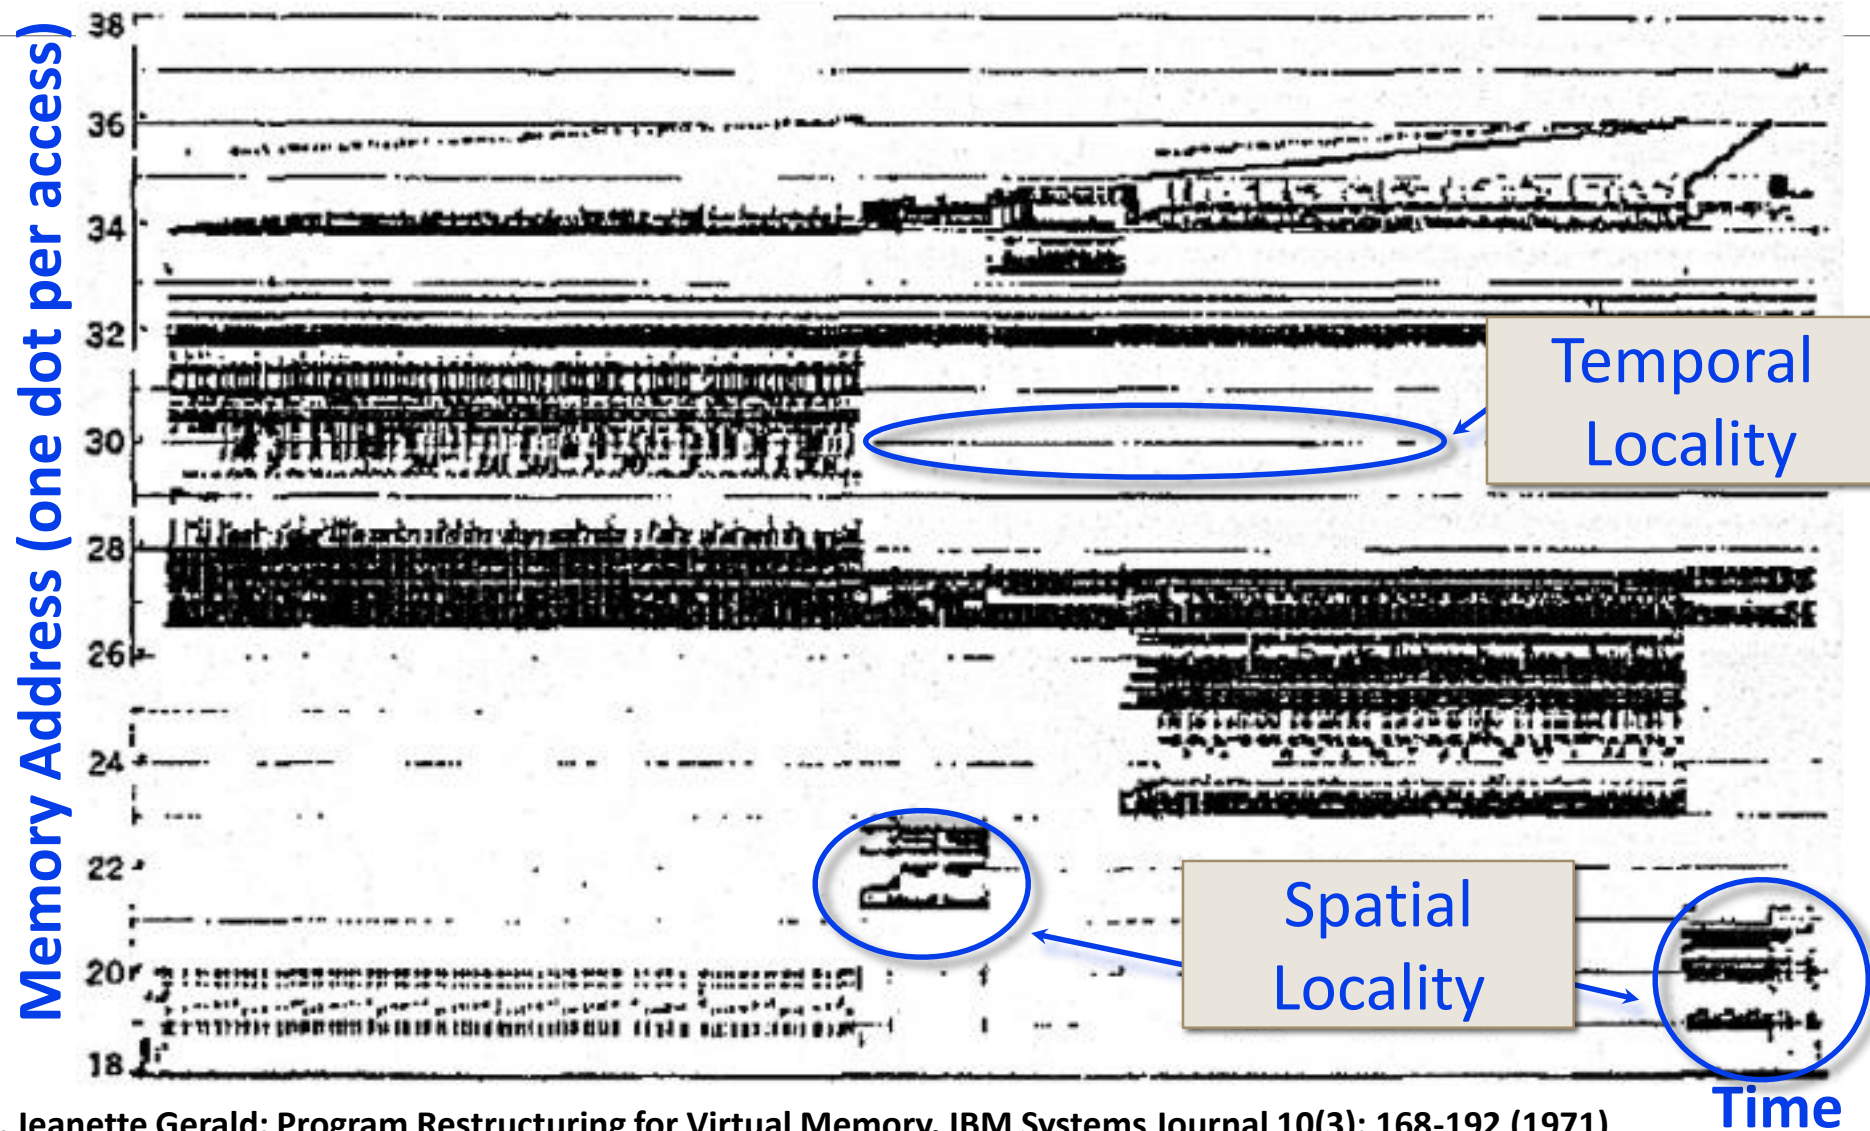 Memory Address (one dot per access)
38
36
34
32
30
28
26
24
22
20
18
Temporal
Locality
Spatial
Locality
Time
Jeanette Gerald: Program Restructuring for Virtual Memory. IBM Systems Journal 10(3): 168-192 (1971)